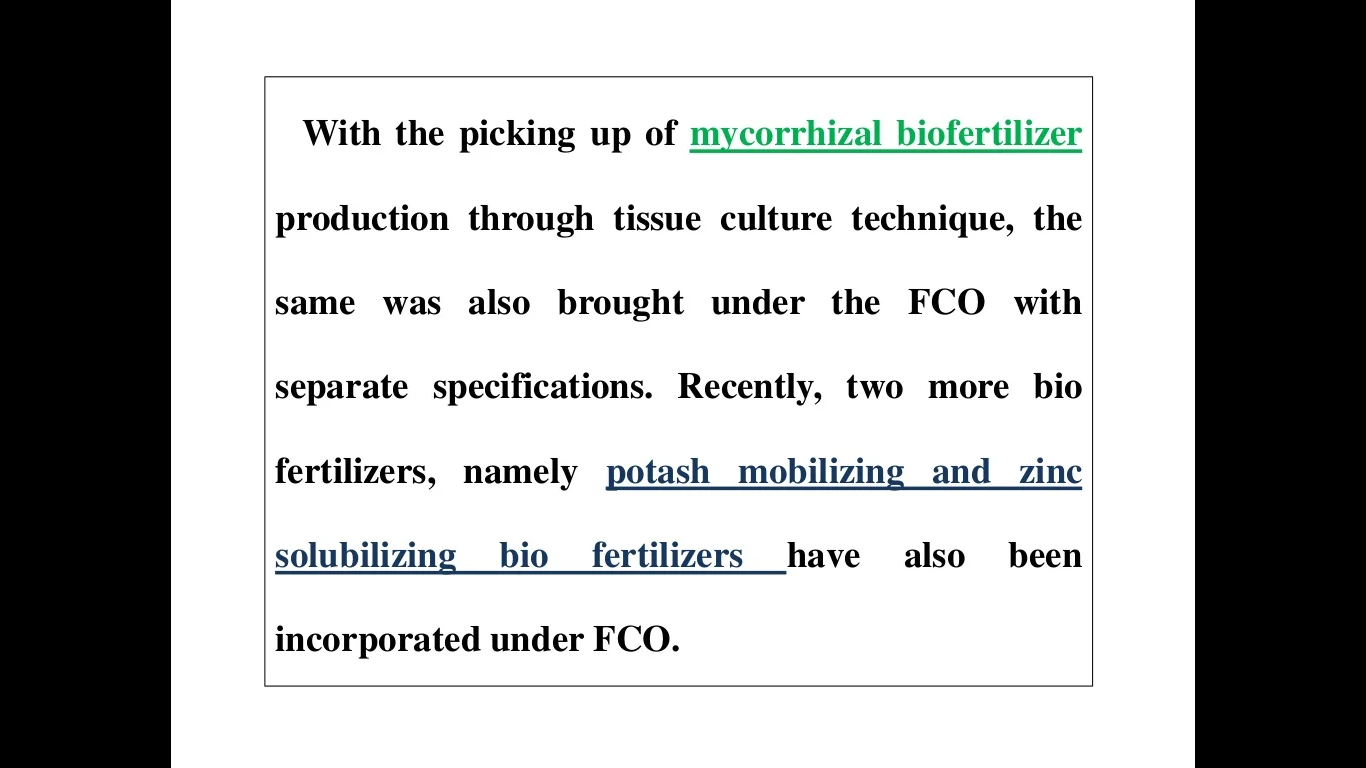 With the picking up of mycorrhizal biofertilizer
production through tissue culture technique, the
same was also brought under the FCO with
separate specifications. Recently, two more bio
fertilizers, namely potash mobilizing and zinc
solubilizing bio fertilizers have also been
incorporated under FCO.